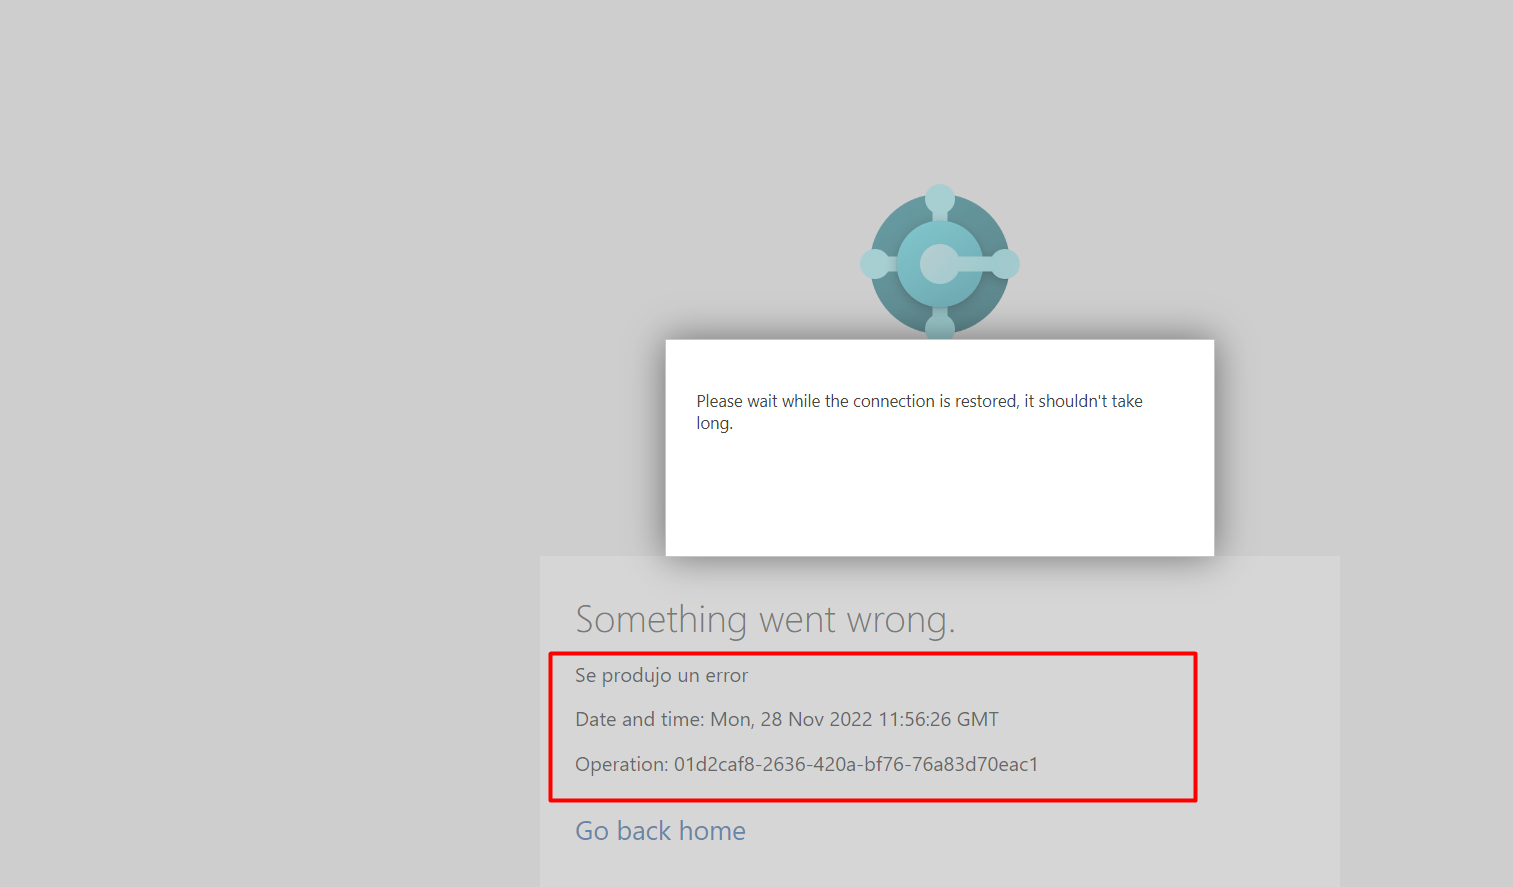 Please wait while the connection is restored, it shouldn't take
long.
Something went wrong.
Se produjo un error
Date and time: Mon, 28 Nov 2022 11:56:26 GMT
Operation: 01d2caf8-2636-420a-bf76-76a83d70eac1
Go back home